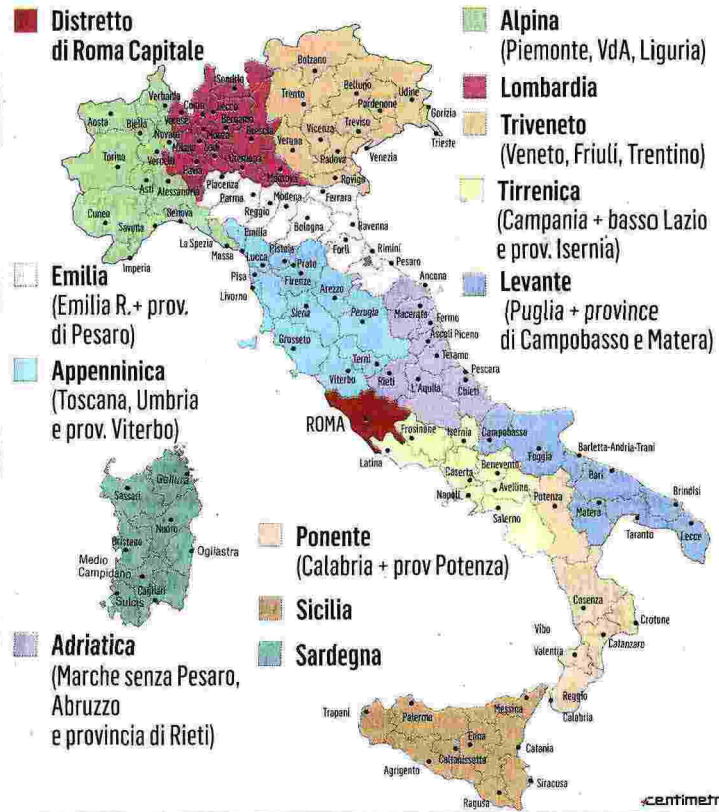 Distretto
di Roma Capitale
Alpina
(Piemonte, VdA, Liguria)
Lombardia
Triveneto
(Veneto, Friuli, Trentino)
Tirrenica
(Campania + basso Lazio
e prov. Isernia)
Levante
(Puglia + province
di Campobasso e Matera)
Emilia
(Emilia R.+ prov.
di Pesaro)
Appenninica
(Toscana, Umbria
e prov. Viterbo)
Ponente
(Calabria + prov Potenza)
Sicilia
Sardegna
Adriatica
(Marche senza Pesaro,
Abruzzo
e provincia di Rieti)
Bolzano
Sondrio
Trento
Belluno
Udine
Pordenone
Gorizia
Trieste
Treviso
Vicenza
Verona
Venezia
Padova
Rovigo
Verbania
Como
Lecco
Varese
Bergamo
Monza
Brescia
Milano
Lodi
Cremona
Pavia
Mantova
Aosta
Biella
Novara
Vercelli
Torino
Asti
Alessandria
Cuneo
Savona
Genova
Imperia
La Spezia
Piacenza
Parma
Reggio
Emilia
Modena
Ferrara
Bologna
Ravenna
Forlì
Rimini
Pesaro
Massa
Lucca
Pistoia
Prato
Pisa
Firenze
Livorno
Arezzo
Siena
Perugia
Grosseto
Terni
Viterbo
Ancona
Macerata
Fermo
Ascoli Piceno
Teramo
Pescara
Rieti
L'Aquila
Chieti
ROMA
Frosinone
Latina
Isernia
Campobasso
Caserta
Benevento
Napoli
Avellino
Salerno
Foggia
Barletta-Andria-Trani
Bari
Brindisi
Matera
Taranto
Lecce
Potenza
Cosenza
Crotone
Catanzaro
Vibo
Valentia
Reggio
Calabria
Gallura
Sassari
Nuoro
Oristano
Ogliastra
Medio
Campidano
Cagliari
Sulcis
Trapani
Palermo
Messina
Enna
Catania
Caltanissetta
Agrigento
Siracusa
Ragusa
centimetr